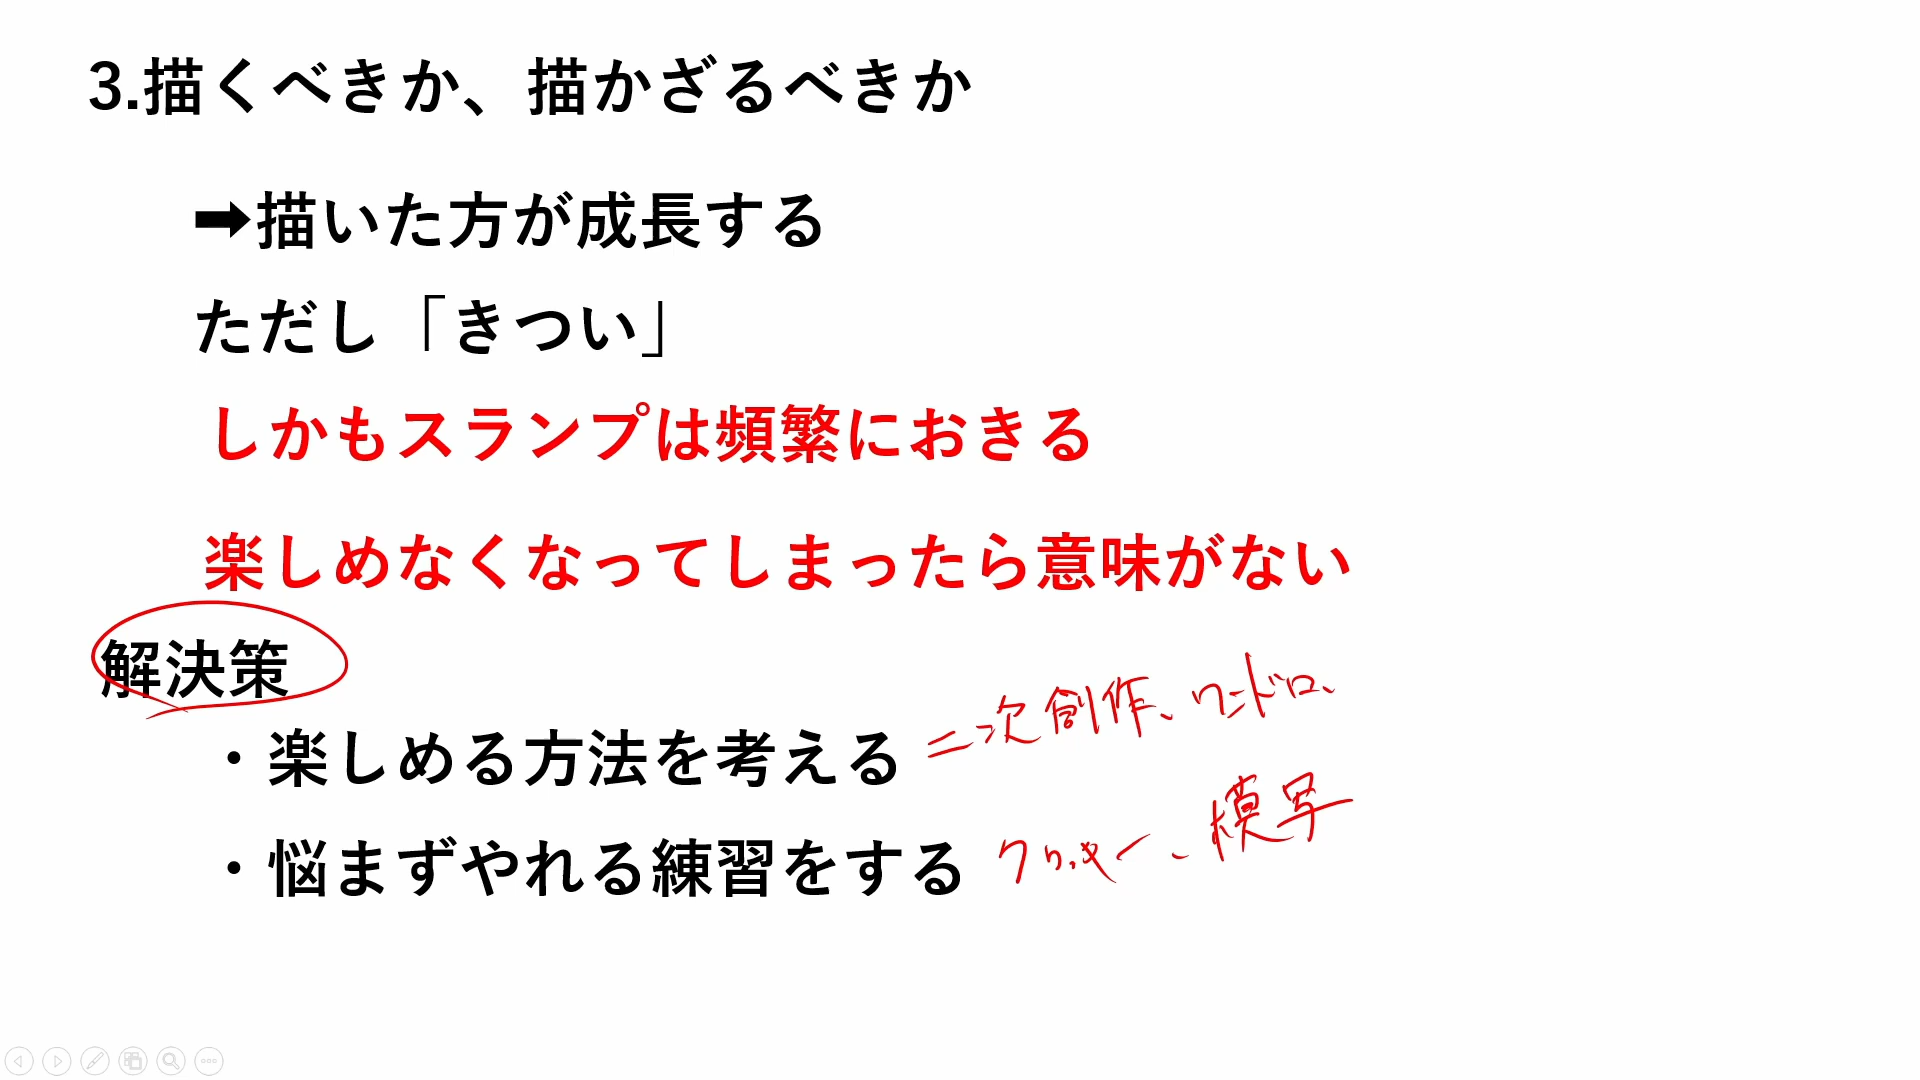 3.描くべきか、描かざるべきか
➡描いた方が成長する
ただし「きつい」
しかもスランプは頻繁におきる
楽しめなくなってしまったら意味がない
解決策
・楽しめる方法を考える 二次創作、ワンドロ、
・悩まずやれる練習をする クロッキー、模写